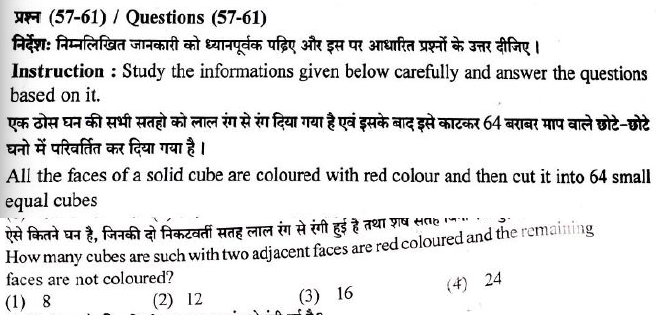 प्रश्न (57-61) / Questions (57-61)
निर्देश: निम्नलिखित जानकारी को ध्यानपूर्वक पढ़िए और इस पर आधारित प्रश्नों के उत्तर दीजिए ।
Instruction : Study the informations given below carefully and answer the questions
based on it.
एक ठोस घन की सभी सतहो को लाल रंग से रंग दिया गया है एवं इसके बाद इसे काटकर 64 बराबर माप वाले छोटे-छोटे
घनो में परिवर्तित कर दिया गया है ।
All the faces of a solid cube are coloured with red colour and then cut it into 64 small
equal cubes
ऐसे कितने घन है, जिनकी दो निकटवर्ती सतह लाल रंग से रंगी हुई है तथा शेष सतह
How many cubes are such with two adjacent faces are red coloured and the remaining
faces are not coloured?
(1) 8 (2) 12 (3) 16 (4) 24